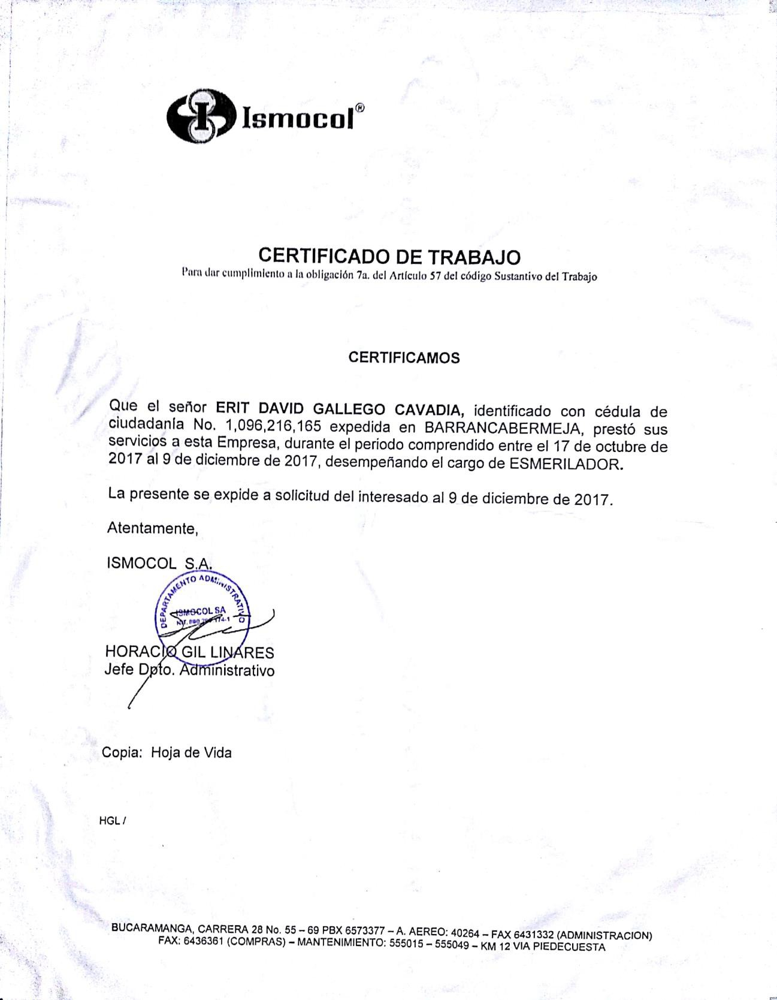 Ismocol®
CERTIFICADO DE TRABAJO
Para dar cumplimiento a la obligación 7a. del Artículo 57 del código Sustantivo del Trabajo
CERTIFICAMOS
Que el señor ERIT DAVID GALLEGO CAVADIA, identificado con cédula de
ciudadanía No. 1,096,216,165 expedida en BARRANCABERMEJA, prestó sus
servicios a esta Empresa, durante el periodo comprendido entre el 17 de octubre de
2017 al 9 de diciembre de 2017, desempeñando el cargo de ESMERILADOR.
La presente se expide a solicitud del interesado al 9 de diciembre de 2017.
Atentamente,
ISMOCOL S.A.
DEPARTAMENTO ADMINISTRATIVO
ISMOCOL SA
NIT.
HORACIO GIL LINARES
Jefe Dpto. Administrativo
Copia: Hoja de Vida
HGL /
BUCARAMANGA, CARRERA 28 No. 55 – 69 PBX 6573377 – A. AEREO: 40264 – FAX 6431332 (ADMINISTRACION)
FAX: 6436361 (COMPRAS) – MANTENIMIENTO: 555015 – 555049 – KM 12 VIA PIEDECUESTA